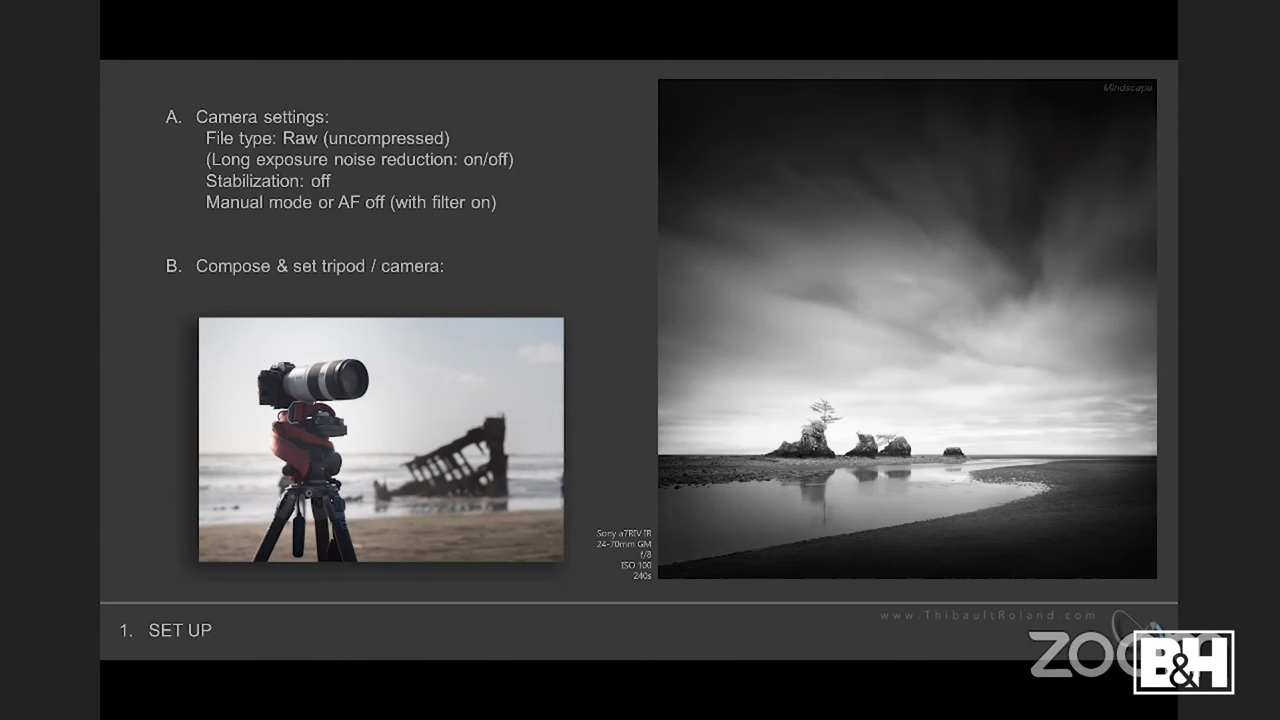 A. Camera settings:
File type: Raw (uncompressed)
(Long exposure noise reduction: on/off)
Stabilization: off
Manual mode or AF off (with filter on)
B. Compose & set tripod / camera:
Mindscape
Sony a7RIV IR
24-70mm GM
f/8
ISO 100
240s
www.ThibaultRoland.com
1. SET UP
ZOOM
B&H